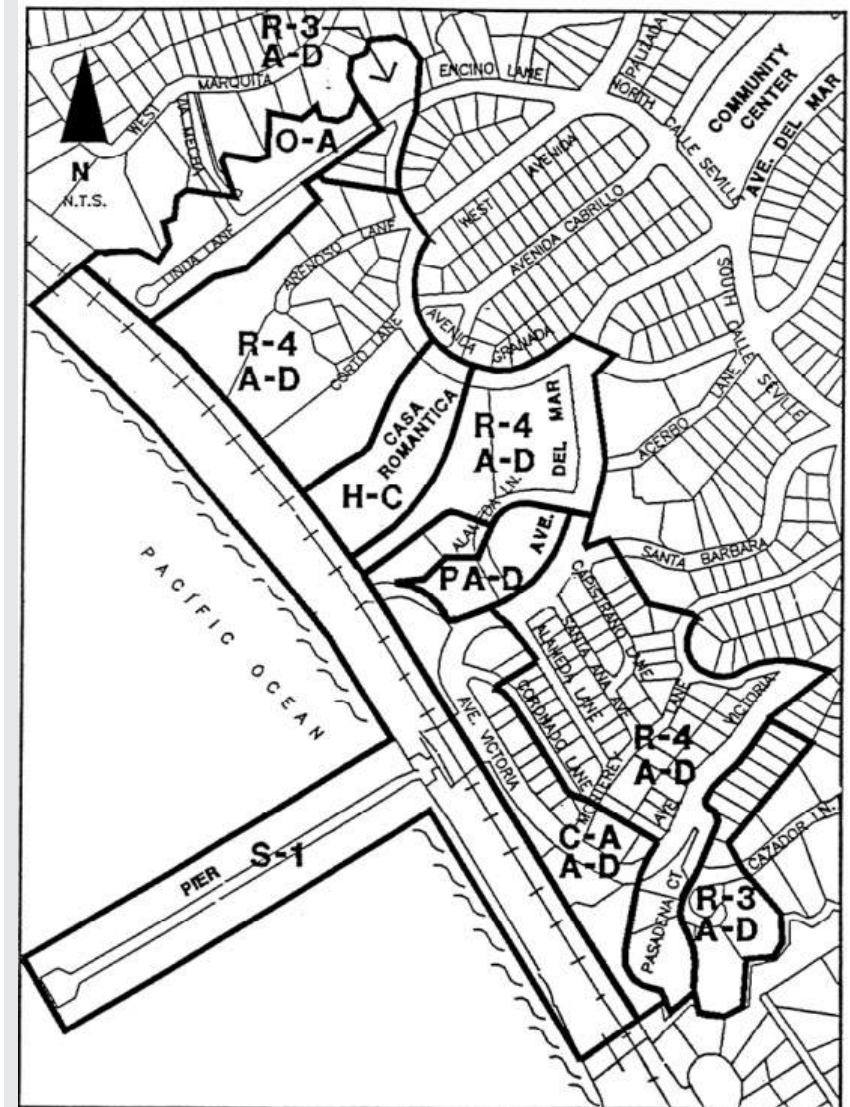 R-3
A-D
ENCINO LANE
PALIZADA
NORTH CALLE SEVILLE
COMMUNITY
CENTER
AVE. DEL MAR
WEST MARQUITA
N
N.T.S.
O-A
WEST AVENIDA
AVENIDA CABRILLO
LINDA LANE
ARENOSO LANE
SOUTH CALLE SEVILLE
AVENIDA GRANADA
R-4
A-D
CORTO LANE
CASA
ROMANTICA
H-C
R-4
A-D
DEL MAR
ACERBO LANE
ALAMEDA LN.
AVE.
PA-D
SANTA BARBARA
PACIFIC OCEAN
CAPISTRANO LANE
SANTA ANA AVE
ALAMEDA LANE
CORONADO LANE
AVE. VICTORIA
MONTEREY LANE
VICTORIA
AVE
R-4
A-D
C-A
A-D
CAZADOR LN.
PASADENA CT
R-3
A-D
PIER
S-1